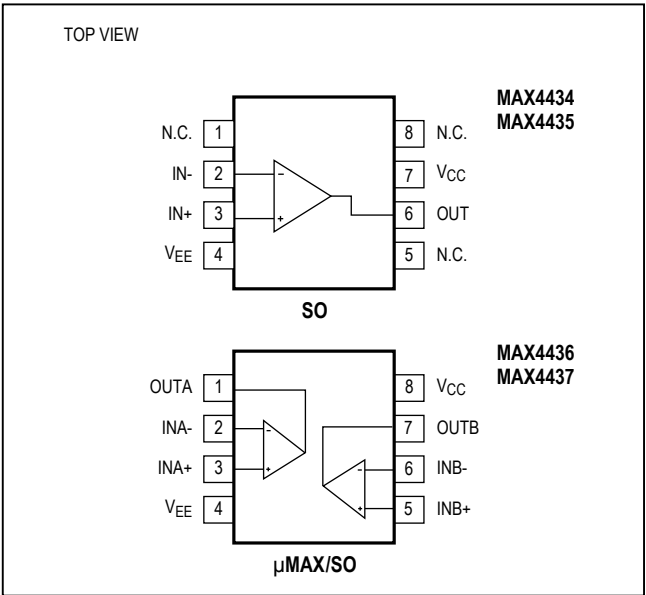 TOP VIEW
MAX4434
MAX4435
N.C. 1 8 N.C.
IN- 2 - 7 VCC
IN+ 3 + 6 OUT
VEE 4 5 N.C.
SO
MAX4436
MAX4437
OUTA 1 8 VCC
INA- 2 - 7 OUTB
INA+ 3 + - 6 INB-
VEE 4 + 5 INB+
µMAX/SO